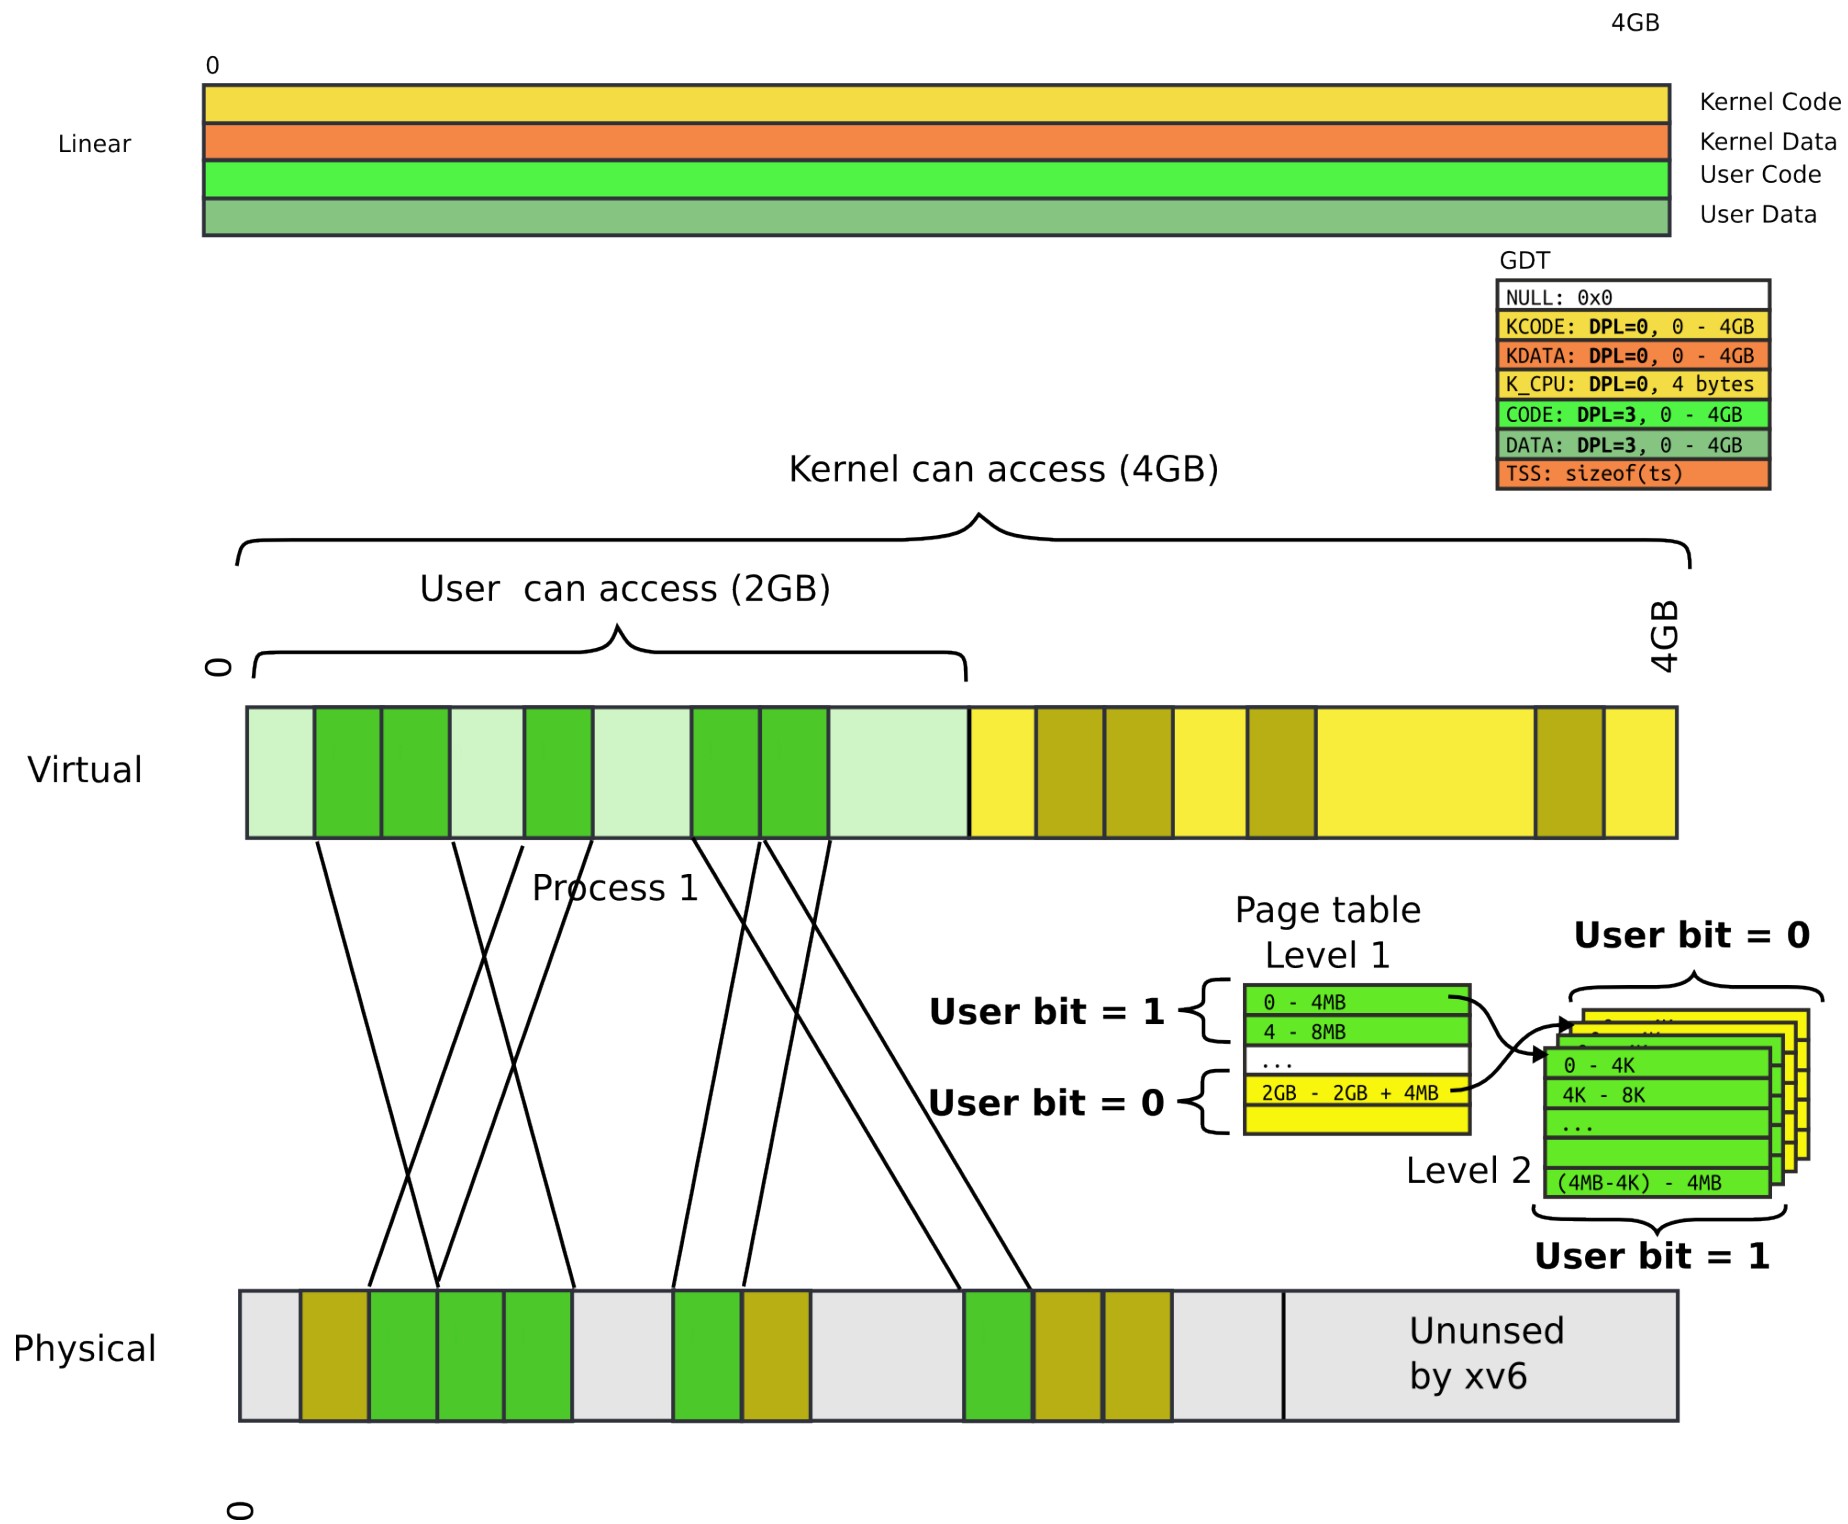 4GB
0
Linear
Kernel Code
Kernel Data
User Code
User Data
GDT
NULL: 0x0
KCODE: DPL=0, 0 - 4GB
KDATA: DPL=0, 0 - 4GB
K_CPU: DPL=0, 4 bytes
CODE: DPL=3, 0 - 4GB
DATA: DPL=3, 0 - 4GB
TSS: sizeof(ts)
Kernel can access (4GB)
User  can access (2GB)
0
4GB
Virtual
Process 1
Page table
Level 1
User bit = 1
0 - 4MB
4 - 8MB
...
User bit = 0
2GB - 2GB + 4MB
User bit = 0
0 - 4K
4K - 8K
...
(4MB-4K) - 4MB
Level 2
User bit = 1
Physical
Ununsed
by xv6
0